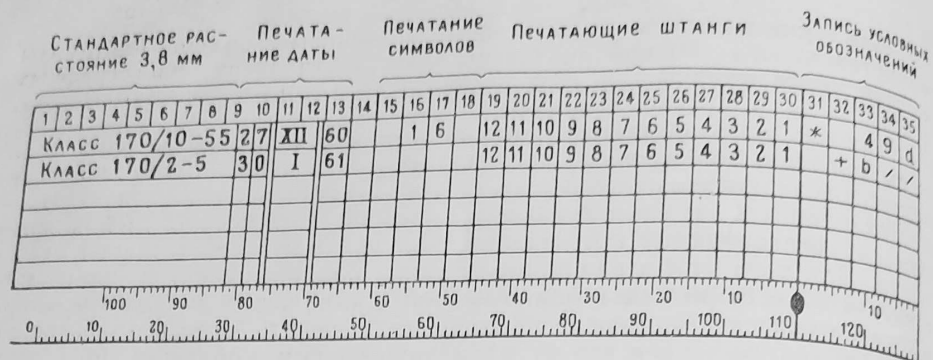 СТАНДАРТНОЕ РАС-
СТОЯНИЕ 3,8 ММ
ПЕЧАТА-
НИЕ ДАТЫ
ПЕЧАТАНИЕ
СИМВОЛОВ
ПЕЧАТАЮЩИЕ ШТАНГИ
ЗАПИСЬ УСЛОВНЫХ
ОБОЗНАЧЕНИЙ
1 2 3 4 5 6 7 8 9 10 11 12 13 14 15 16 17 18 19 20 21 22 23 24 25 26 27 28 29 30 31 32 33 34 35
КЛАСС 170/10-55 27 XII 60 1 6 12 11 10 9 8 7 6 5 4 3 2 1 * 4 9 d
КЛАСС 170/2-5 30 I 61 12 11 10 9 8 7 6 5 4 3 2 1 + b / /
100 90 80 70 60 50 40 30 20 10 10
0 10 20 30 40 50 60 70 80 90 100 110 120